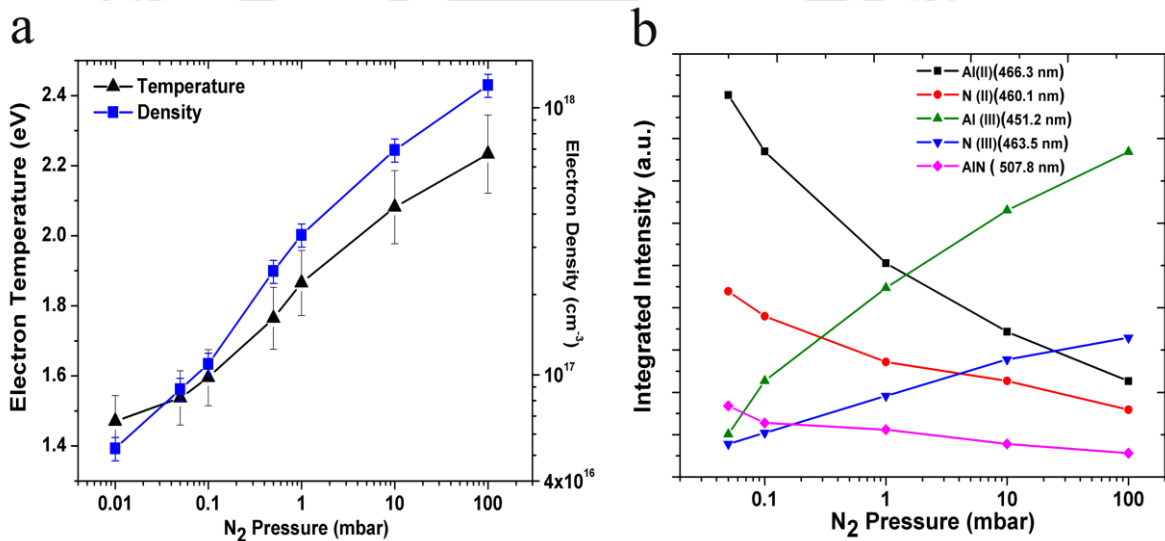 a
Temperature
Density
Electron Temperature (eV)
2.4
2.2
2.0
1.8
1.6
1.4
10^18
10^17
4x10^16
Electron Density (cm^-3)
0.01 0.1 1 10 100
N2 Pressure (mbar)
b
Al(II)(466.3 nm)
N (II)(460.1 nm)
Al (III)(451.2 nm)
N (III)(463.5 nm)
AlN ( 507.8 nm)
Integrated Intensity (a.u.)
0.1 1 10 100
N2 Pressure (mbar)